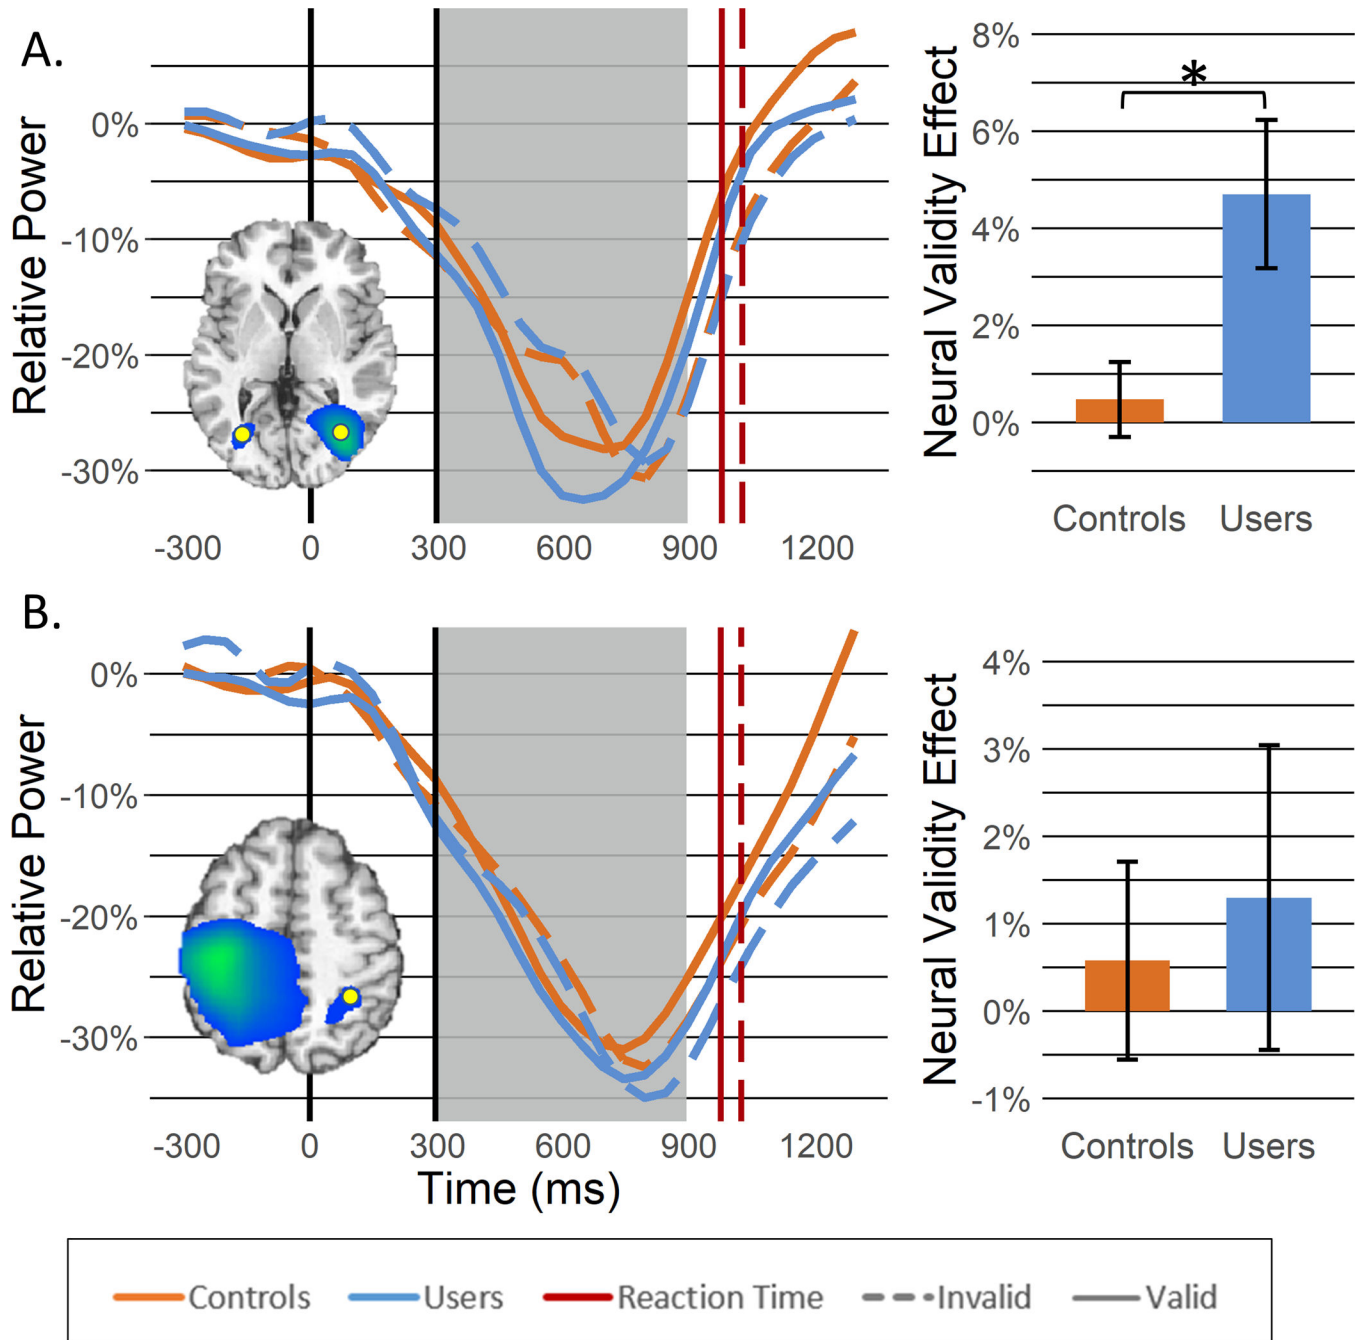 A.
Relative Power
0%
-10%
-20%
-30%
-300 0 300 600 900 1200
Neural Validity Effect
8%
6%
4%
2%
0%
*
Controls Users
B.
Relative Power
0%
-10%
-20%
-30%
-300 0 300 600 900 1200
Time (ms)
Neural Validity Effect
4%
3%
2%
1%
0%
-1%
Controls Users
Controls Users Reaction Time Invalid Valid